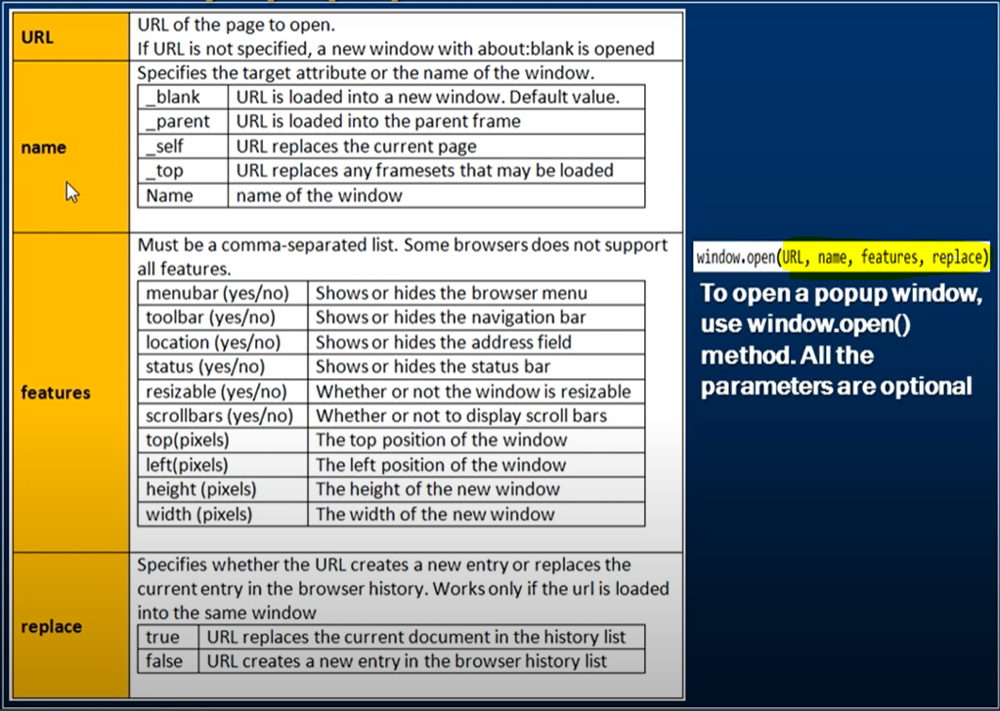 URL
URL of the page to open.
If URL is not specified, a new window with about:blank is opened
name
Specifies the target attribute or the name of the window.
_blank URL is loaded into a new window. Default value.
_parent URL is loaded into the parent frame
_self URL replaces the current page
_top URL replaces any framesets that may be loaded
Name name of the window
features
Must be a comma-separated list. Some browsers does not support
all features.
menubar (yes/no) Shows or hides the browser menu
toolbar (yes/no) Shows or hides the navigation bar
location (yes/no) Shows or hides the address field
status (yes/no) Shows or hides the status bar
resizable (yes/no) Whether or not the window is resizable
scrollbars (yes/no) Whether or not to display scroll bars
top(pixels) The top position of the window
left(pixels) The left position of the window
height (pixels) The height of the new window
width (pixels) The width of the new window
replace
Specifies whether the URL creates a new entry or replaces the
current entry in the browser history. Works only if the url is loaded
into the same window
true URL replaces the current document in the history list
false URL creates a new entry in the browser history list
window.open(URL, name, features, replace)
To open a popup window,
use window.open()
method. All the
parameters are optional